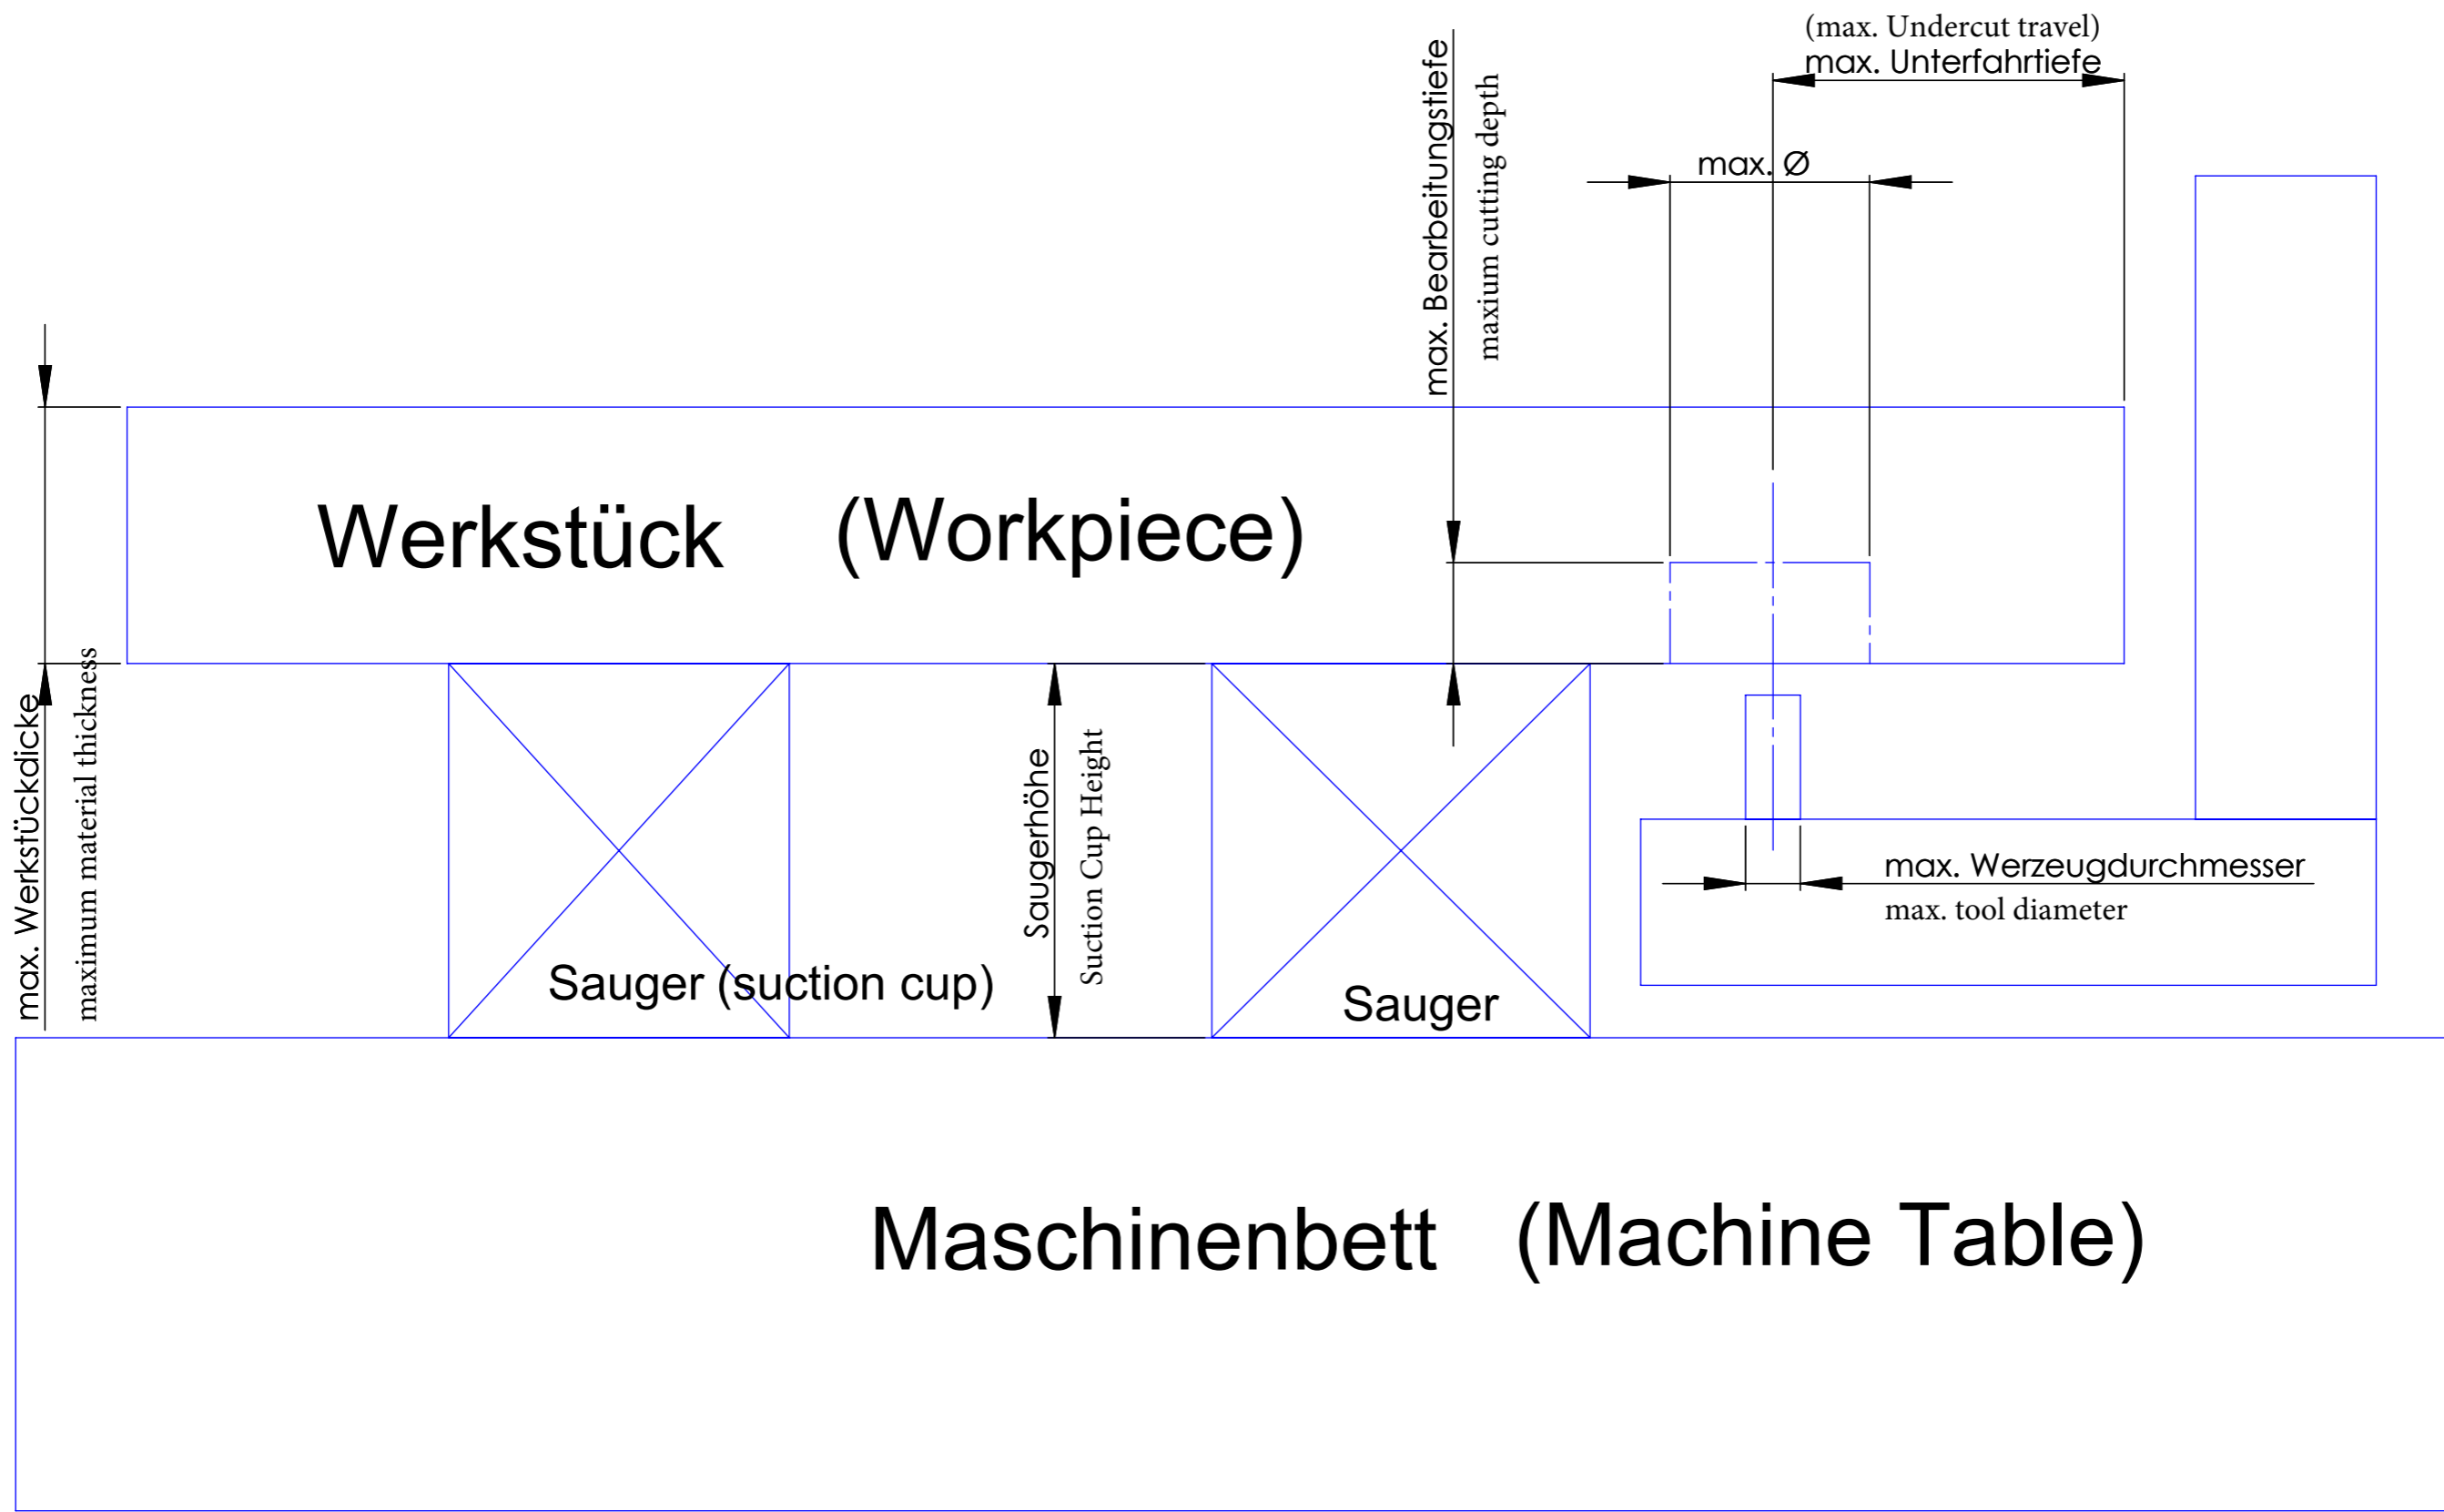 (max. Undercut travel)
max. Unterfahrtiefe
max. Bearbeitungstiefe
maxium cutting depth
max. Ø
Werkstück (Workpiece)
max. Werkstückdicke
maximum material thickness
Saugerhöhe
Suction Cup Height
max. Werzeugdurchmesser
max. tool diameter
Sauger (suction cup)
Sauger
Maschinenbett (Machine Table)